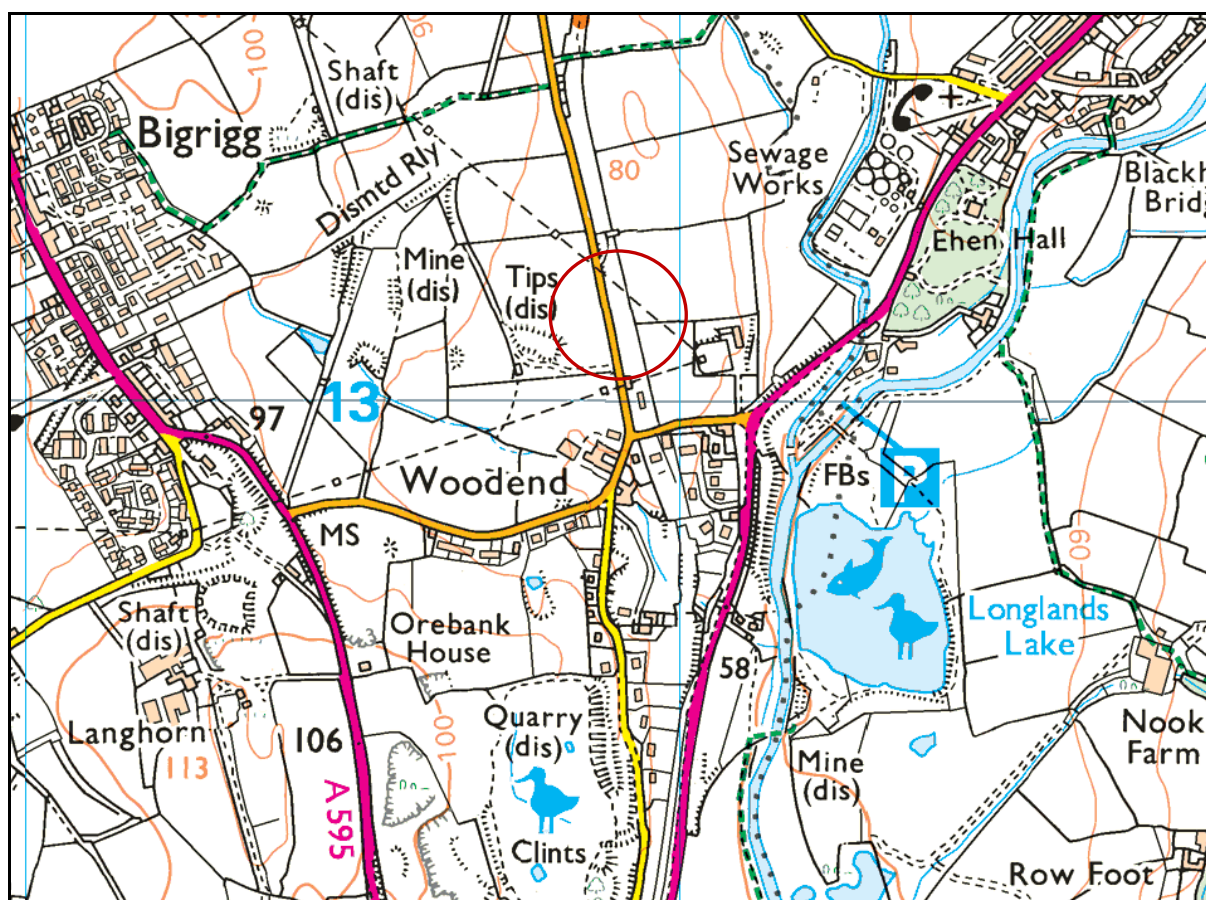 100
90
Shaft
(dis)
Bigrigg
80
Sewage
Works
Blackh
Bridg
Dismtd Rly
Ehen Hall
Mine
(dis)
Tips
(dis)
13
97
Woodend
FBs
P
MS
60
Shaft
(dis)
Orebank
House
Longlands
Lake
58
Langhorn
113
106
100
Quarry
(dis)
Nook
Farm
Mine
(dis)
A 595
Clints
Row Foot